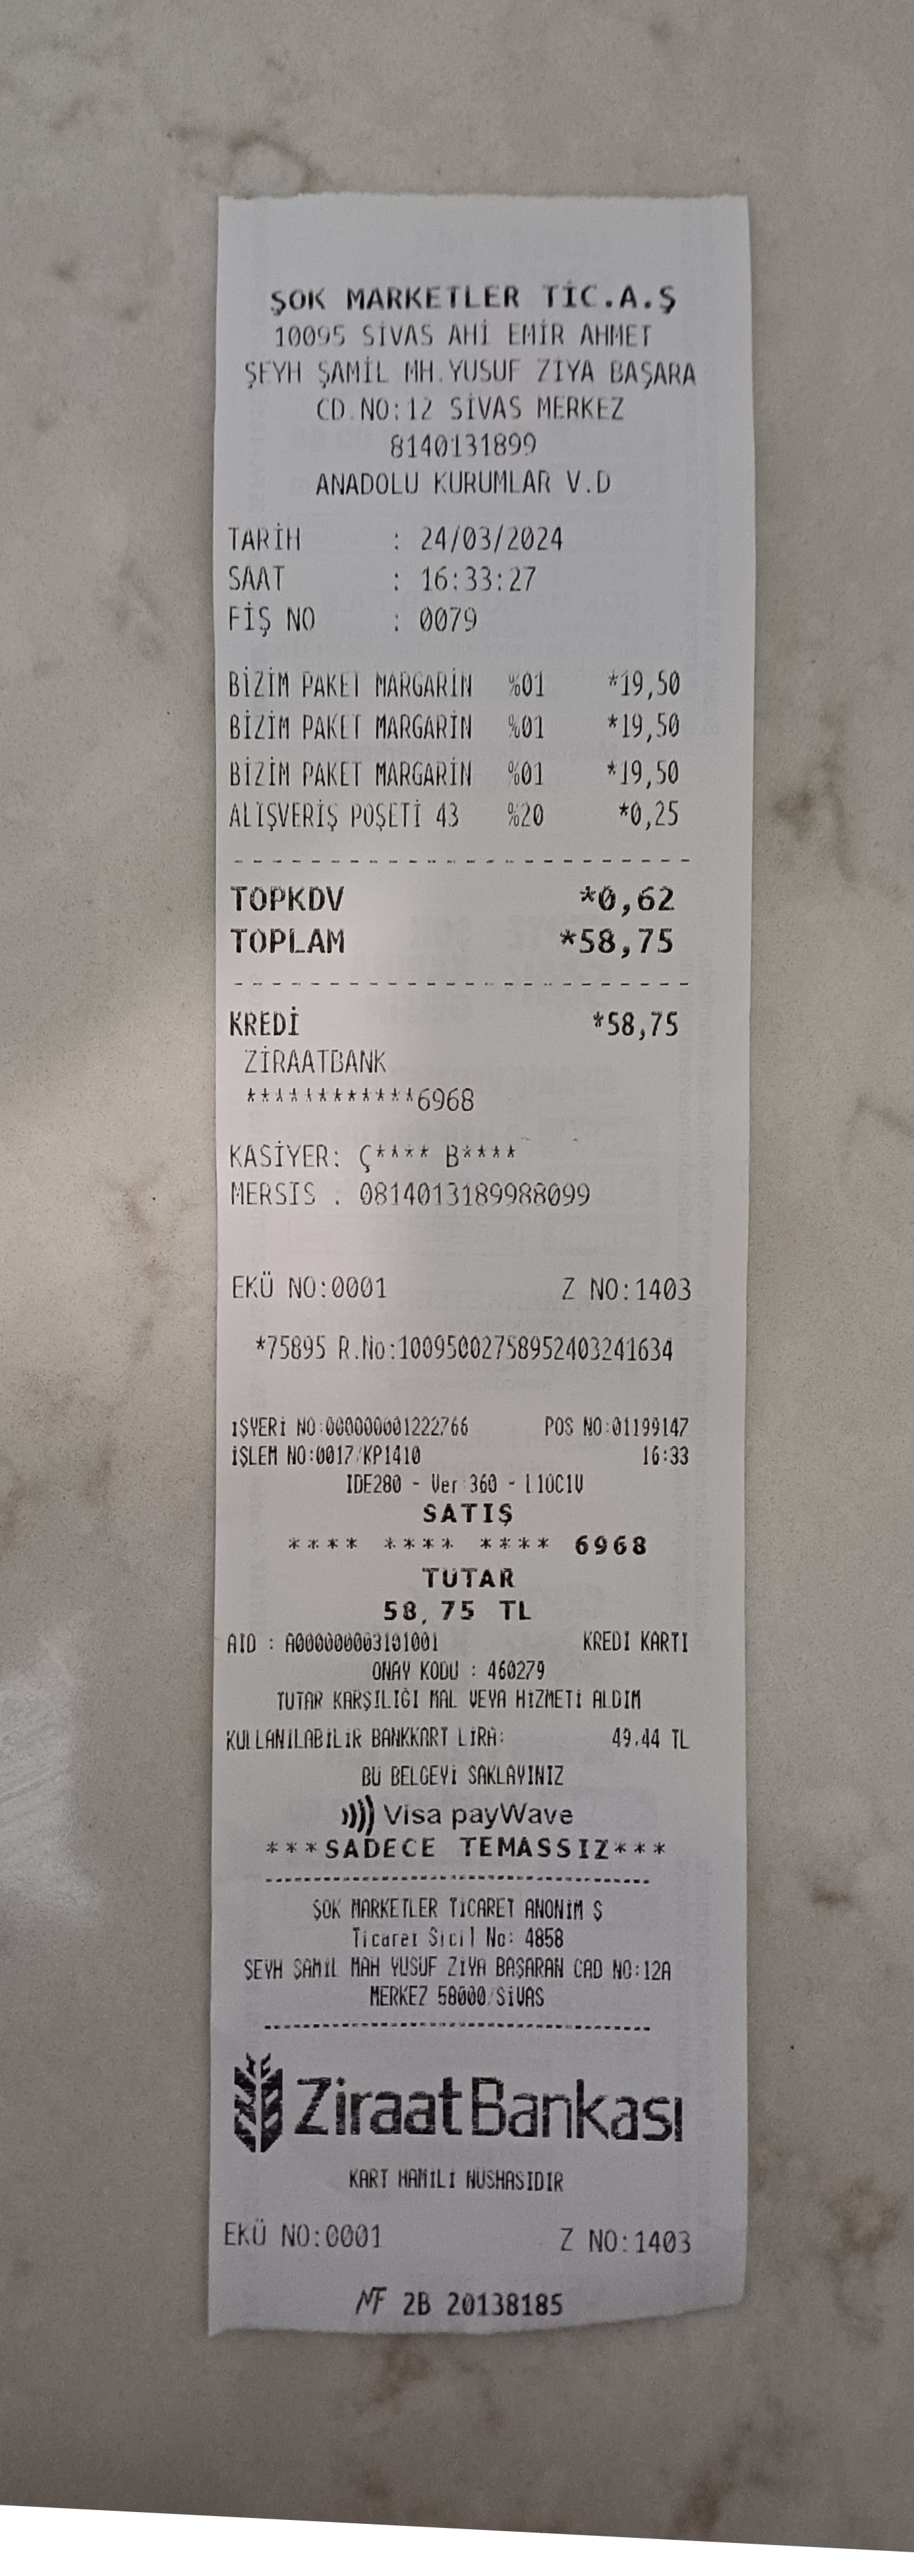 ŞOK MARKETLER TİC.A.Ş
10095 SİVAS AHİ EMİR AHMET
ŞEYH ŞAMİL MH.YUSUF ZİYA BAŞARA
CD.NO:12 SİVAS MERKEZ
8140131899
ANADOLU KURUMLAR V.D
TARİH : 24/03/2024
SAAT : 16:33:27
FİŞ NO : 0079
BİZİM PAKET MARGARİN %01 *19,50
BİZİM PAKET MARGARİN %01 *19,50
BİZİM PAKET MARGARİN %01 *19,50
ALIŞVERİŞ POŞETİ 43 %20 *0,25
TOPKDV *0,62
TOPLAM *58,75
KREDİ *58,75
ZİRAATBANK
************6968
KASİYER: Ç**** B****
MERSIS : 0814013189988099
EKÜ NO:0001 Z NO:1403
*75895 R.No:10095002758952403241634
İŞYERİ NO:000000001222766 POS NO:01199147
İŞLEM NO:0017/KP1410 16:33
IDE280 - Ver:360 - L10C1V
SATIŞ
**** **** **** 6968
TUTAR
58,75 TL
AID : A0000000003101001 KREDI KARTI
ONAY KODU : 460279
TUTAR KARŞILIĞI MAL VEYA HİZMETİ ALDIM
KULLANILABİLİR BANKKART LİRA: 49.44 TL
BU BELGEYİ SAKLAYINIZ
Visa payWave
***SADECE TEMASSIZ***
ŞOK MARKETLER TİCARET ANONİM Ş
Ticaret Sicil No: 4858
SEYH ŞAMİL MAH YUSUF ZİYA BAŞARAN CAD NO:12A
MERKEZ 58000/SİVAS
Ziraat Bankası
KART HAMİLİ NÜSHASIDIR
EKÜ NO:0001 Z NO:1403
MF 2B 20138185